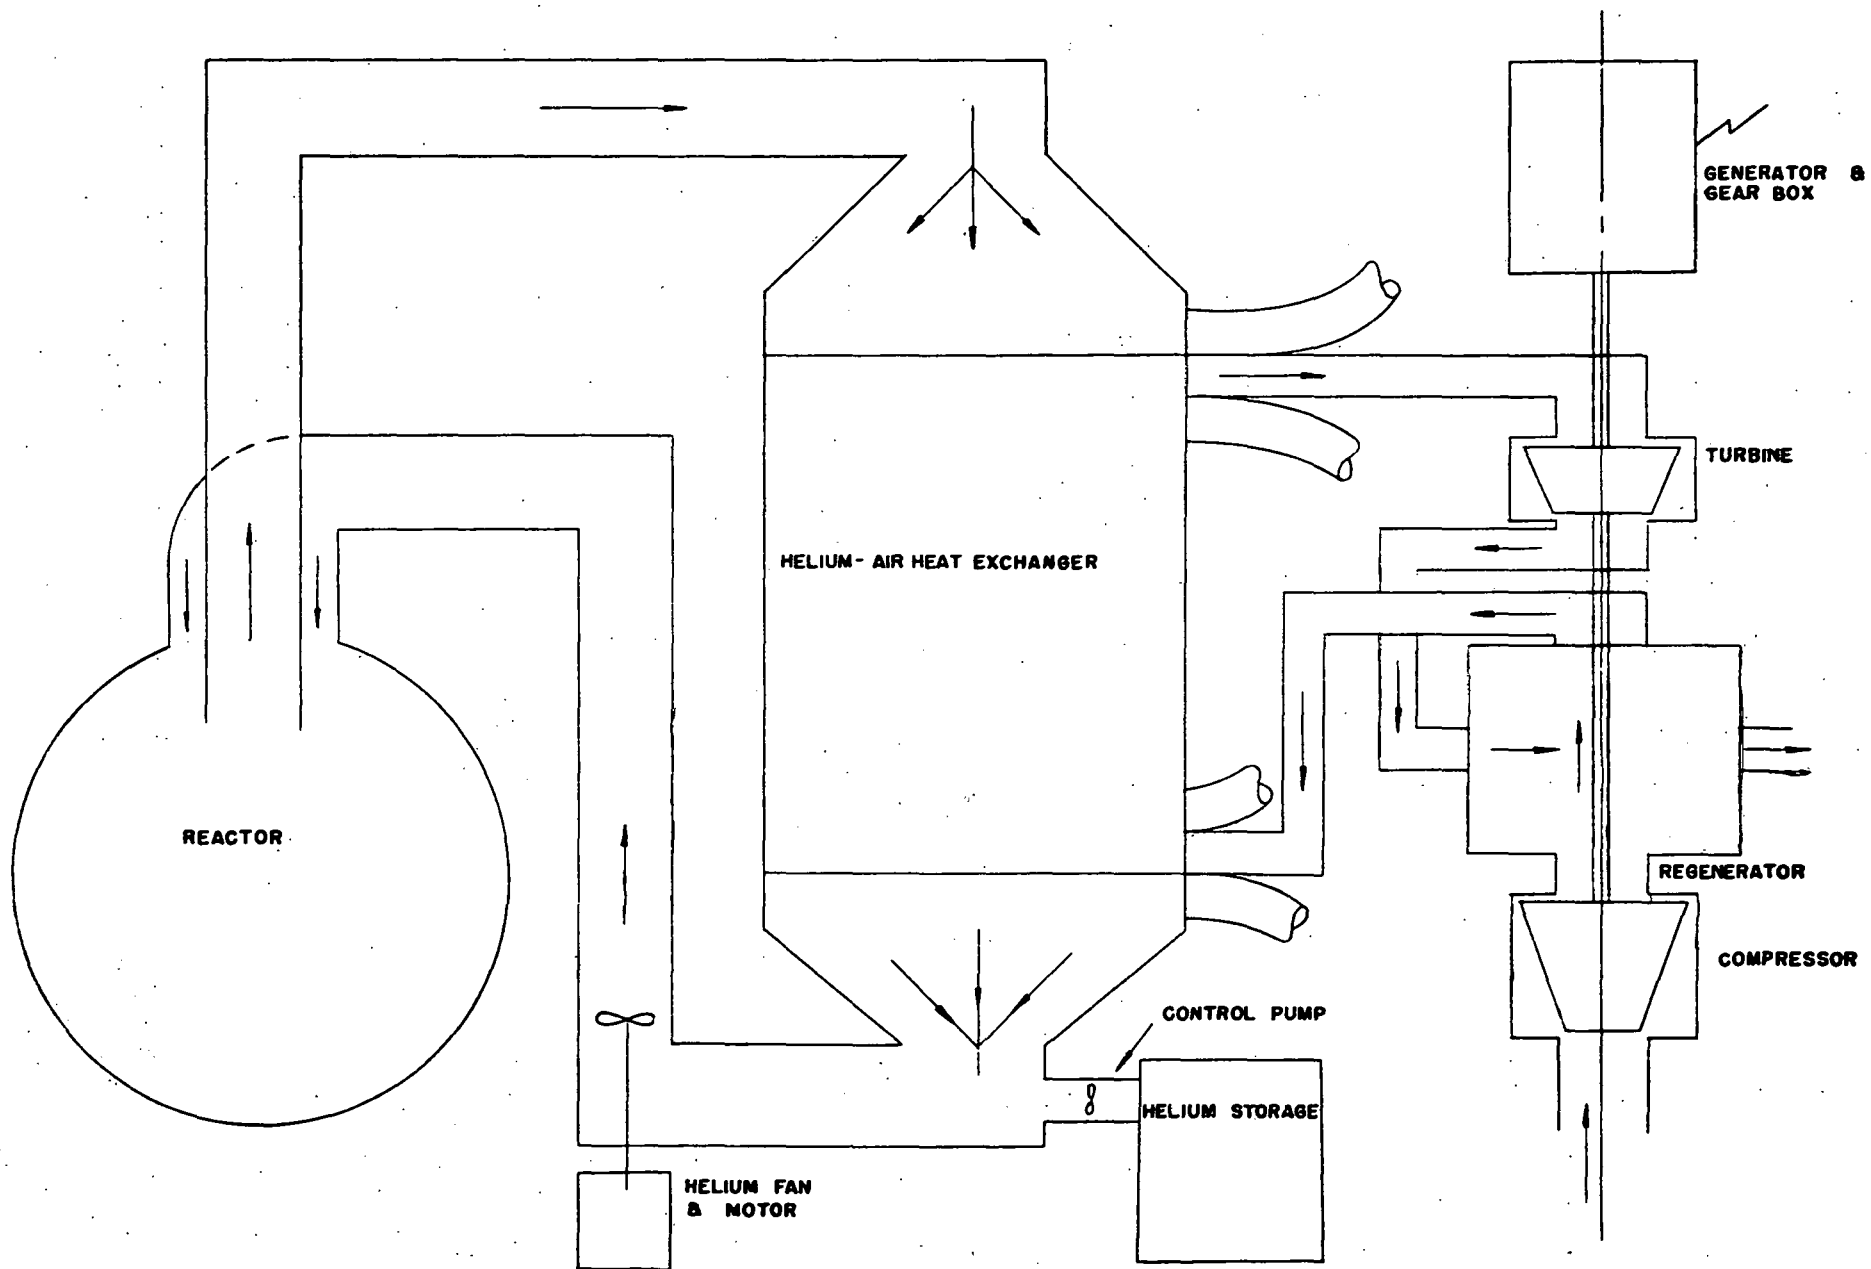 GENERATOR &
GEAR BOX
TURBINE
HELIUM-AIR HEAT EXCHANGER
REACTOR
REGENERATOR
COMPRESSOR
CONTROL PUMP
HELIUM STORAGE
HELIUM FAN
& MOTOR